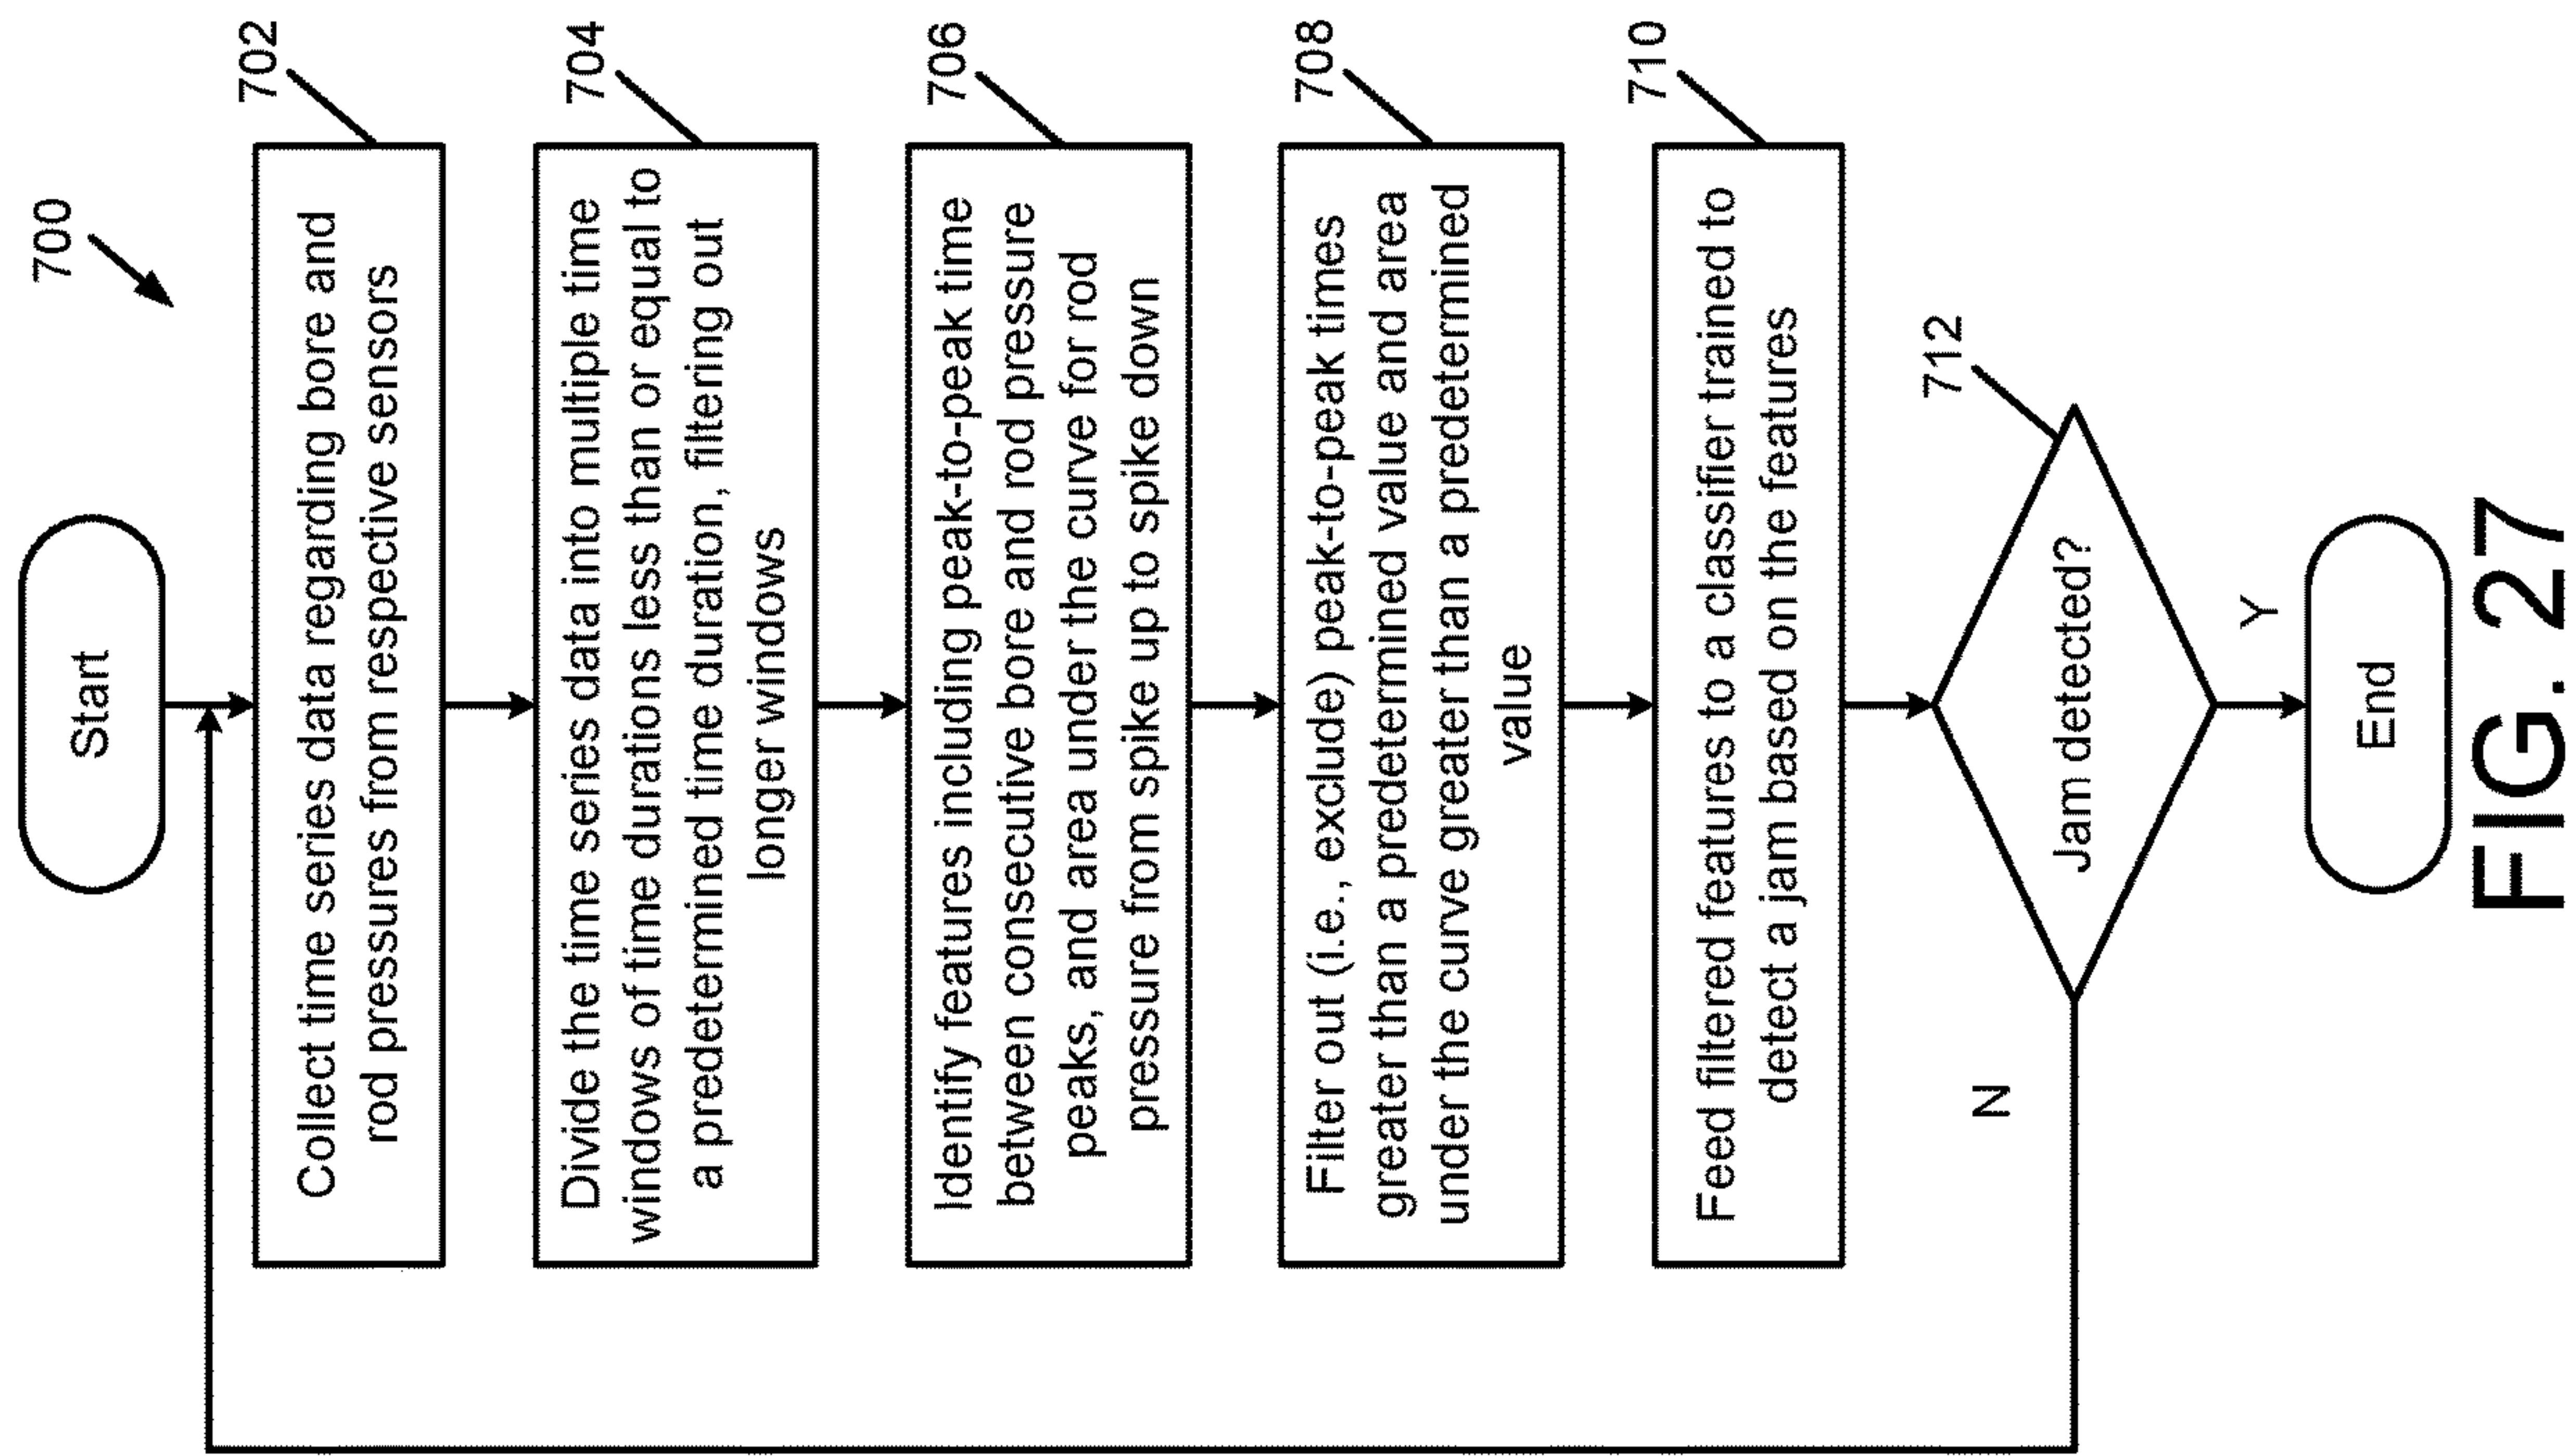 700
Start
702
Collect time series data regarding bore and
rod pressures from respective sensors
704
Divide the time series data into multiple time
windows of time durations less than or equal to
a predetermined time duration, filtering out
longer windows
706
Identify features including peak-to-peak time
between consecutive bore and rod pressure
peaks, and area under the curve for rod
pressure from spike up to spike down
708
Filter out (i.e., exclude) peak-to-peak times
greater than a predetermined value and area
under the curve greater than a predetermined
value
710
Feed filtered features to a classifier trained to
detect a jam based on the features
712
Jam detected?
N
Y
End
FIG. 27